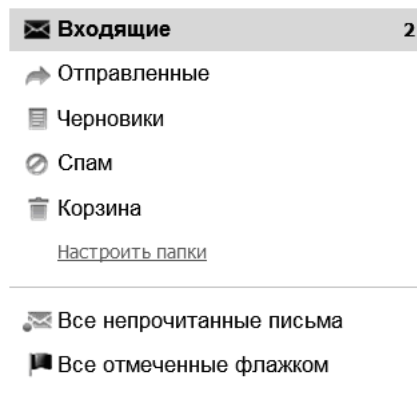 Входящие 2
Отправленные
Черновики
Спам
Корзина
Настроить папки
Все непрочитанные письма
Все отмеченные флажком